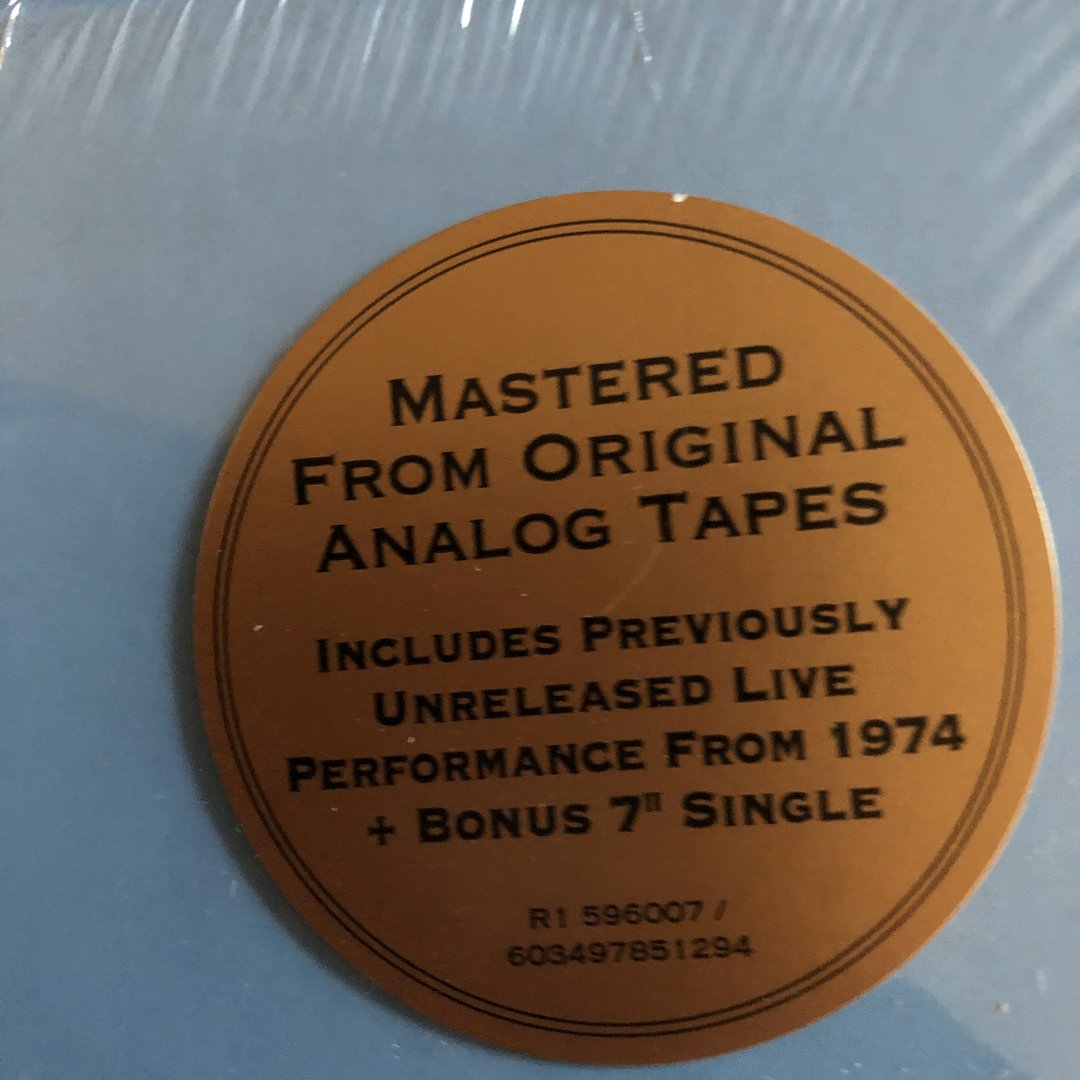 MASTERED
FROM ORIGINAL
ANALOG TAPES
INCLUDES PREVIOUSLY
UNRELEASED LIVE
PERFORMANCE FROM 1974
+ BONUS 7" SINGLE
R1 596007 /
603497851294